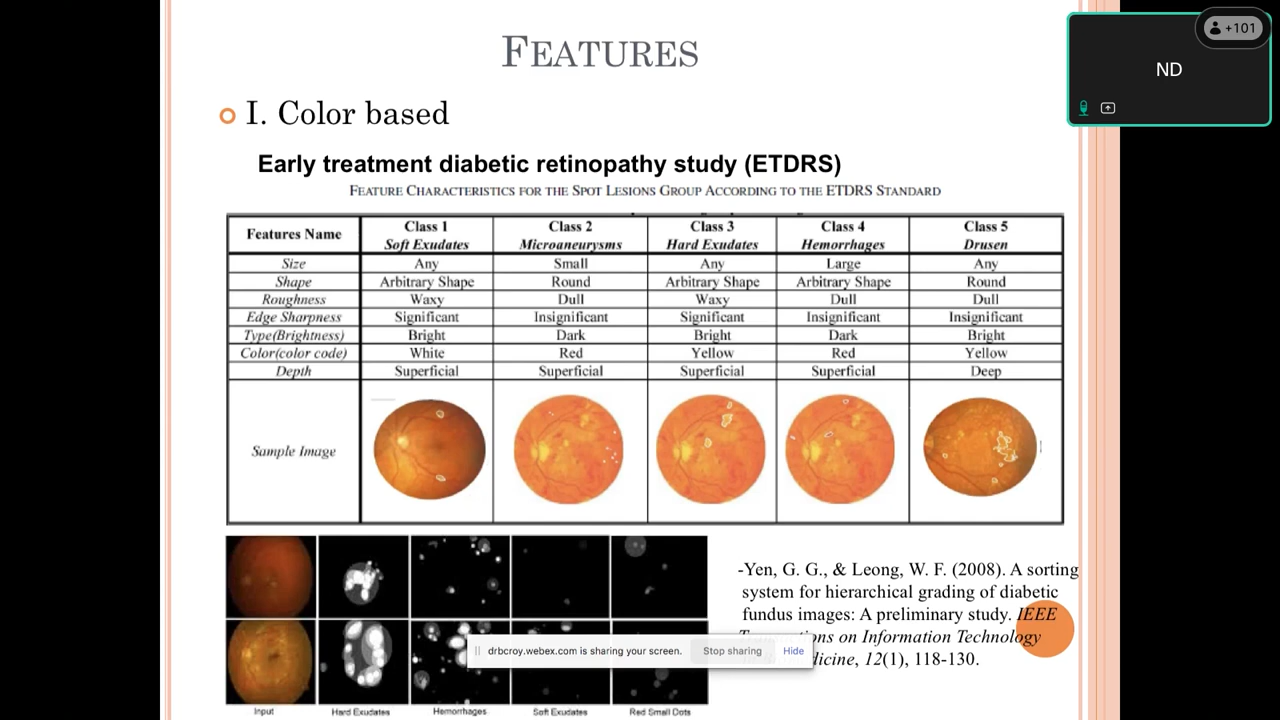 FEATURES
I. Color based
Early treatment diabetic retinopathy study (ETDRS)
FEATURE CHARACTERISTICS FOR THE SPOT LESIONS GROUP ACCORDING TO THE ETDRS STANDARD
Features Name Class 1 Soft Exudates Class 2 Microaneurysms Class 3 Hard Exudates Class 4 Hemorrhages Class 5 Drusen
Size Any Small Any Large Any
Shape Arbitrary Shape Round Arbitrary Shape Arbitrary Shape Round
Roughness Waxy Dull Waxy Dull Dull
Edge Sharpness Significant Insignificant Significant Insignificant Insignificant
Type(Brightness) Bright Dark Bright Dark Bright
Color(color code) White Red Yellow Red Yellow
Depth Superficial Superficial Superficial Superficial Deep
Sample Image
Input Hard Exudates Hemorrhages Soft Exudates Red Small Dots
-Yen, G. G., & Leong, W. F. (2008). A sorting
system for hierarchical grading of diabetic
fundus images: A preliminary study. IEEE
on Information Technology
12(1), 118-130.
drbcroy.webex.com is sharing your screen. Stop sharing Hide
+101
ND